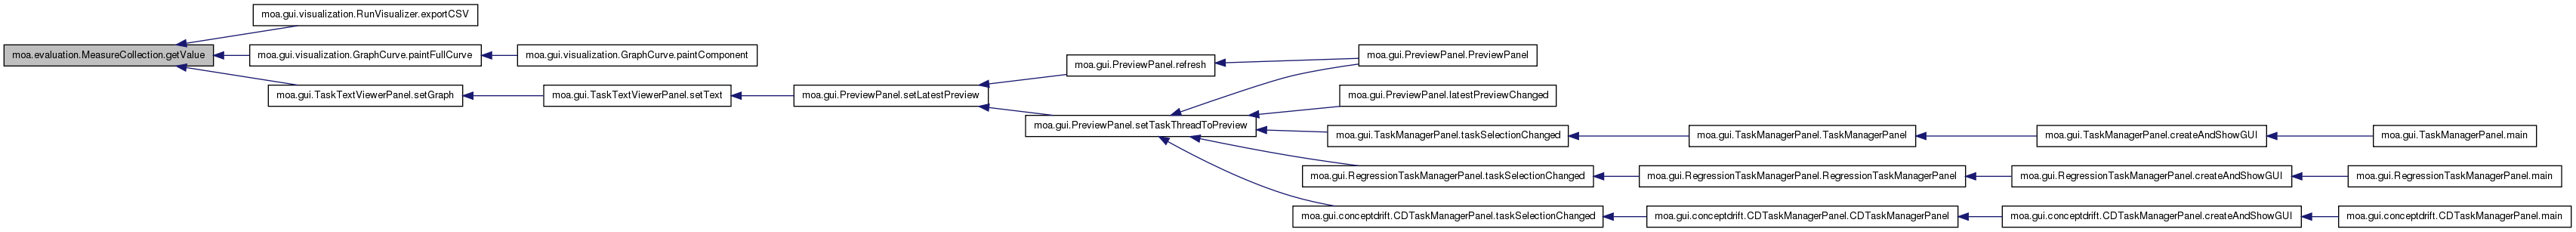 moa.evaluation.MeasureCollection.getValue
moa.gui.visualization.RunVisualizer.exportCSV
moa.gui.visualization.GraphCurve.paintFullCurve
moa.gui.visualization.GraphCurve.paintComponent
moa.gui.TaskTextViewerPanel.setGraph
moa.gui.TaskTextViewerPanel.setText
moa.gui.PreviewPanel.setLatestPreview
moa.gui.PreviewPanel.refresh
moa.gui.PreviewPanel.PreviewPanel
moa.gui.PreviewPanel.setTaskThreadToPreview
moa.gui.PreviewPanel.latestPreviewChanged
moa.gui.TaskManagerPanel.taskSelectionChanged
moa.gui.TaskManagerPanel.TaskManagerPanel
moa.gui.TaskManagerPanel.createAndShowGUI
moa.gui.TaskManagerPanel.main
moa.gui.RegressionTaskManagerPanel.taskSelectionChanged
moa.gui.RegressionTaskManagerPanel.RegressionTaskManagerPanel
moa.gui.RegressionTaskManagerPanel.createAndShowGUI
moa.gui.RegressionTaskManagerPanel.main
moa.gui.conceptdrift.CDTaskManagerPanel.taskSelectionChanged
moa.gui.conceptdrift.CDTaskManagerPanel.CDTaskManagerPanel
moa.gui.conceptdrift.CDTaskManagerPanel.createAndShowGUI
moa.gui.conceptdrift.CDTaskManagerPanel.main